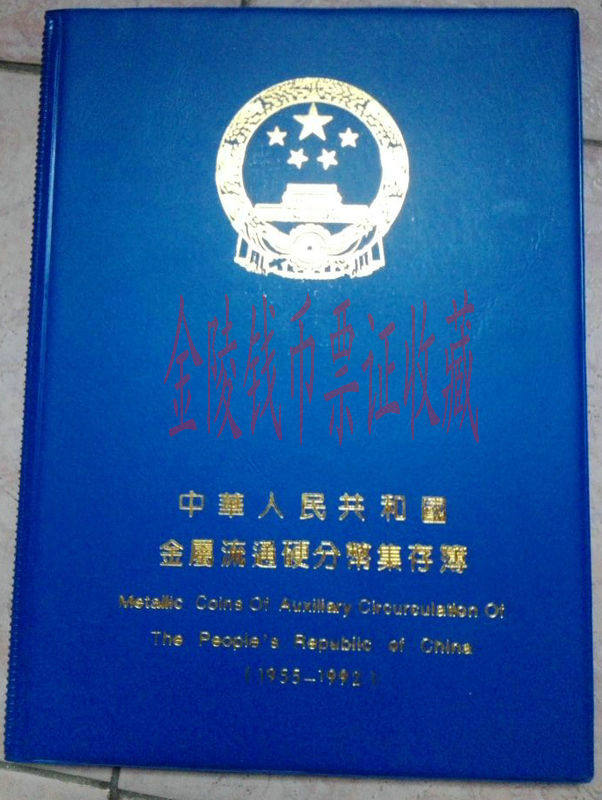 金陵钱币票证收藏
中華人民共和國
金屬流通硬分幣集存簿
Metallic Coins Of Auxiliary Circurculation Of
The People's Republic of China
(1955-1992)